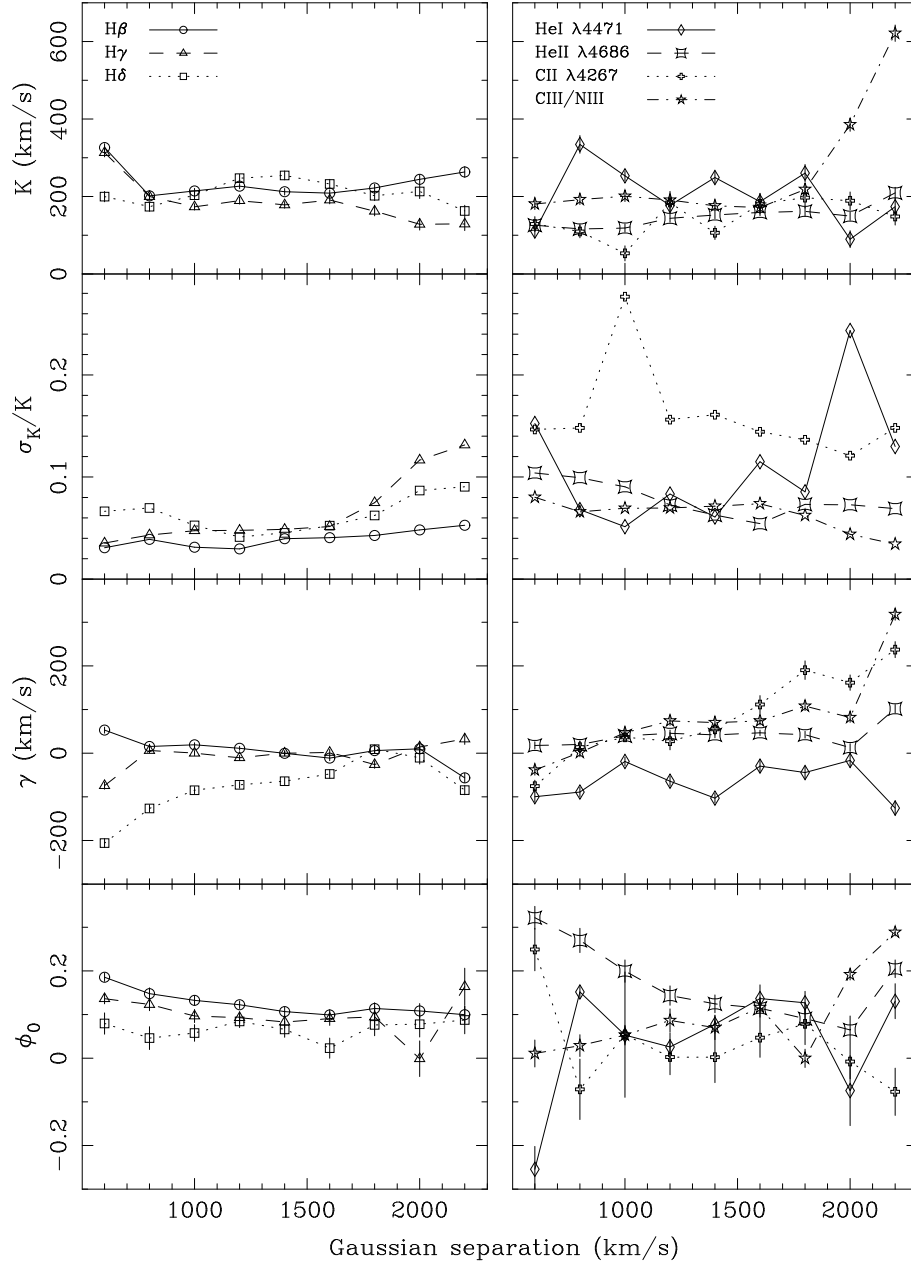 600
400
200
0
K (km/s)
Hβ
Hγ
Hδ
HeI λ4471
HeII λ4686
CII λ4267
CIII/NIII
0.2
0.1
0
σK/K
200
0
−200
γ (km/s)
0.2
0
−0.2
ϕ0
1000 1500 2000
1000 1500 2000
Gaussian separation (km/s)